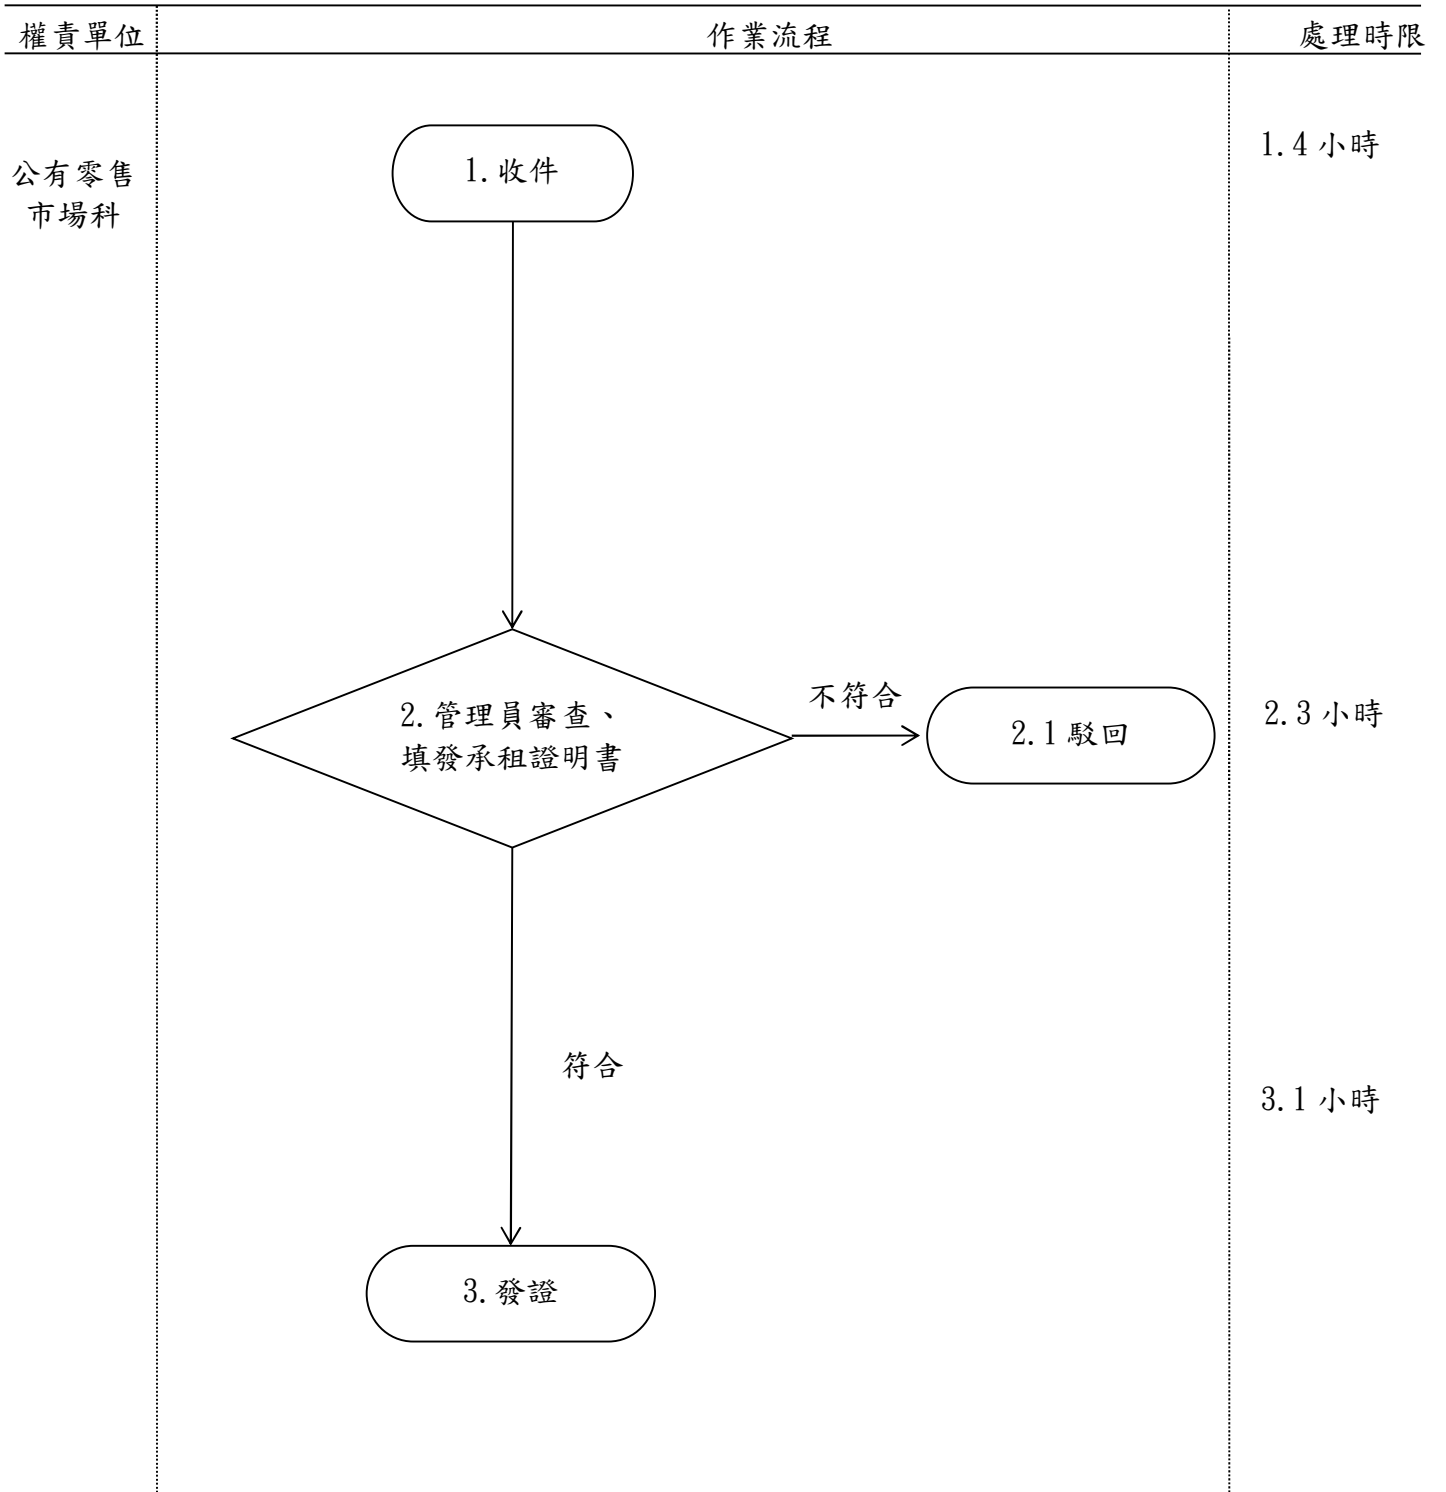 權責單位
作業流程
處理時限
公有零售
市場科
1.收件
1.4 小時
2.管理員審查、
填發承租證明書
不符合
2.1 駁回
2.3 小時
符合
3.1 小時
3.發證